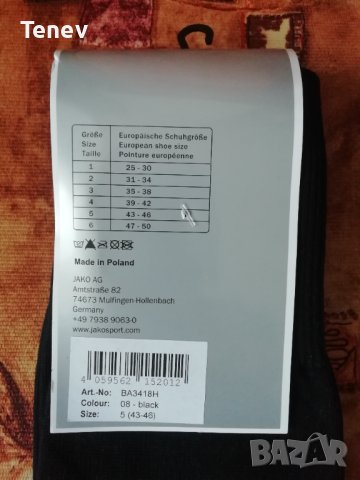 Tenev
Größe Europäische Schuhgröße
Size European shoe size
Taille Pointure européenne
1 25 - 30
2 31 - 34
3 35 - 38
4 39 - 42
5 43 - 46
6 47 - 50
Made in Poland
JAKO AG
Amtstraße 82
74673 Mulfingen-Hollenbach
Germany
+49 7938 9063-0
www.jakosport.com
4 059562 152012
Art.-No: BA3418H
Colour: 08 - black
Size: 5 (43-46)
BAZAR